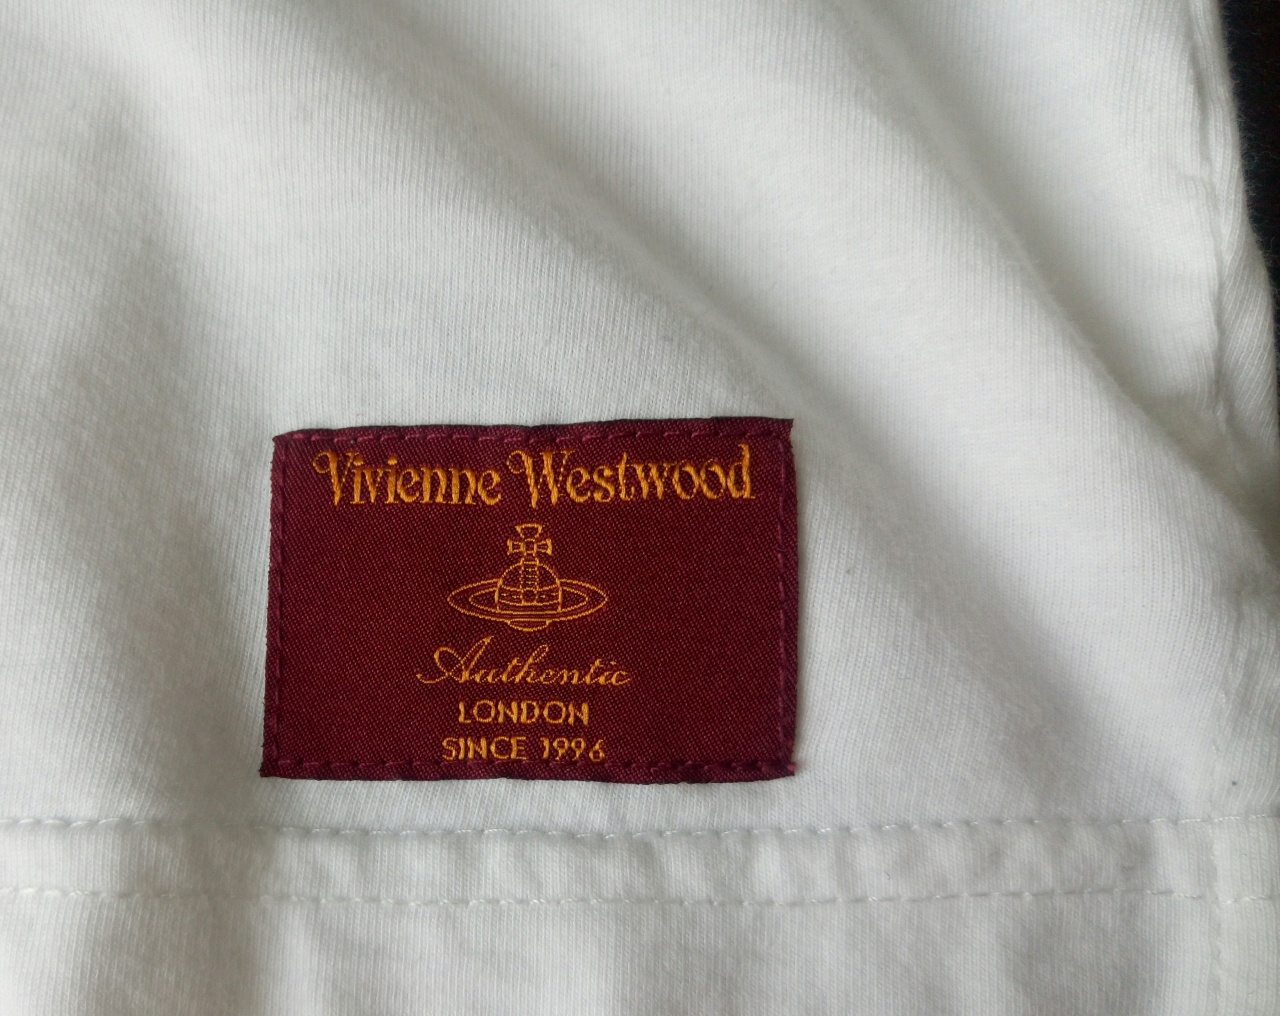 Vivienne Westwood
Authentic
LONDON
SINCE 1996